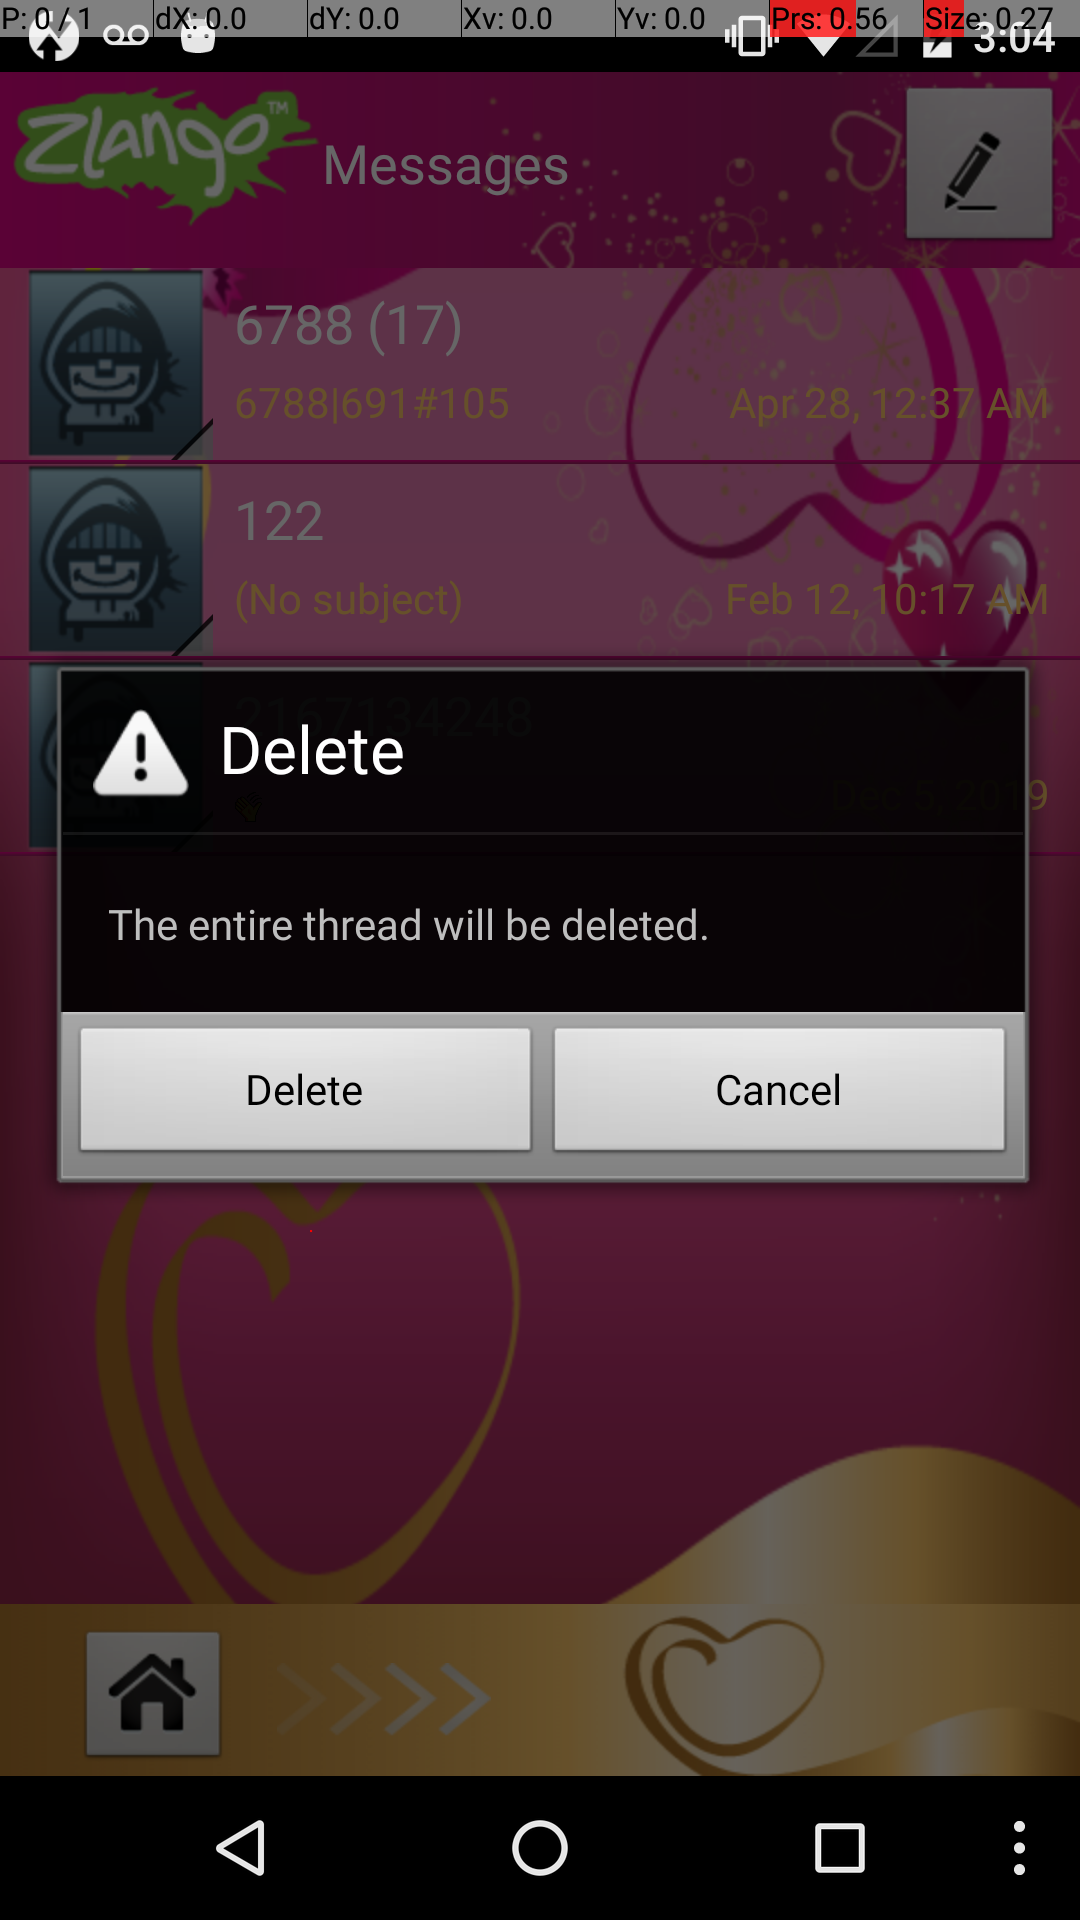 P: 0 / 1 dX: 0.0 dY: 0.0 Xv: 0.0 Yv: 0.0 Prs: 0.56 Size: 0.27
3:04
Zlango™ Messages
6788 (17)
6788|691#105 Apr 28, 12:37 AM
122
(No subject) Feb 12, 10:17 AM
2167134248
Delete
Dec 5, 2019
The entire thread will be deleted.
Delete Cancel